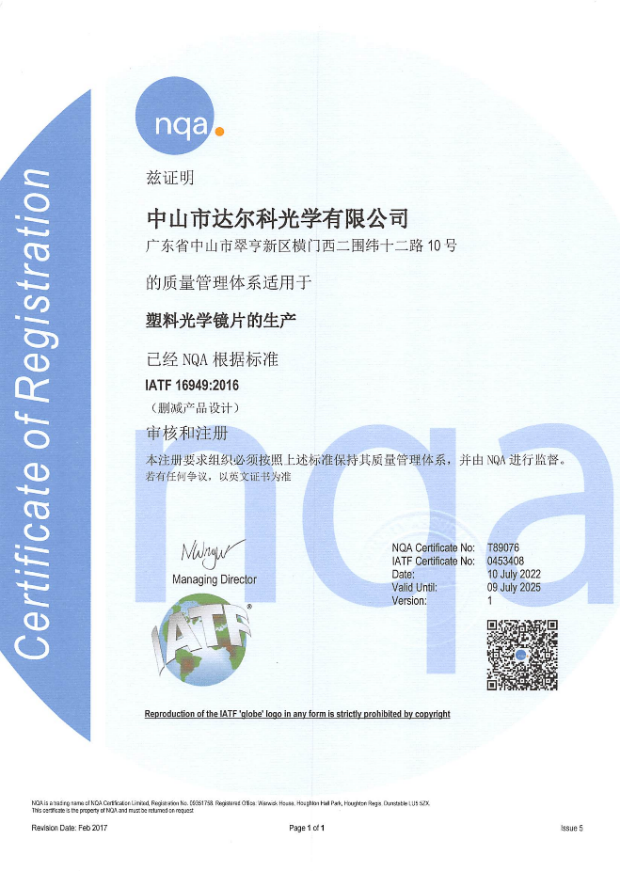 Certificate of Registration
nqa.
兹证明
中山市达尔科光学有限公司
广东省中山市翠亨新区横门西二围纬十二路 10 号
的质量管理体系适用于
塑料光学镜片的生产
已经 NQA 根据标准
IATF 16949:2016
（删减产品设计）
审核和注册
nqa
本注册要求组织必须按照上述标准保持其质量管理体系，并由 NQA 进行监督。
若有任何争议，以英文证书为准
Managing Director
NQA Certificate No: T89076
IATF Certificate No: 0453408
Date: 10 July 2022
Valid Until: 09 July 2025
Version: 1
IATF®
Reproduction of the IATF 'globe' logo in any form is strictly prohibited by copyright
NQA is a trading name of NQA Certification Limited, Registration No. 09351758. Registered Office: Warwick House, Houghton Hall Park, Houghton Regis, Dunstable LU5 5ZX.
This certificate is the property of NQA and must be returned on request
Revision Date: Feb 2017
Page 1 of 1
Issue 5